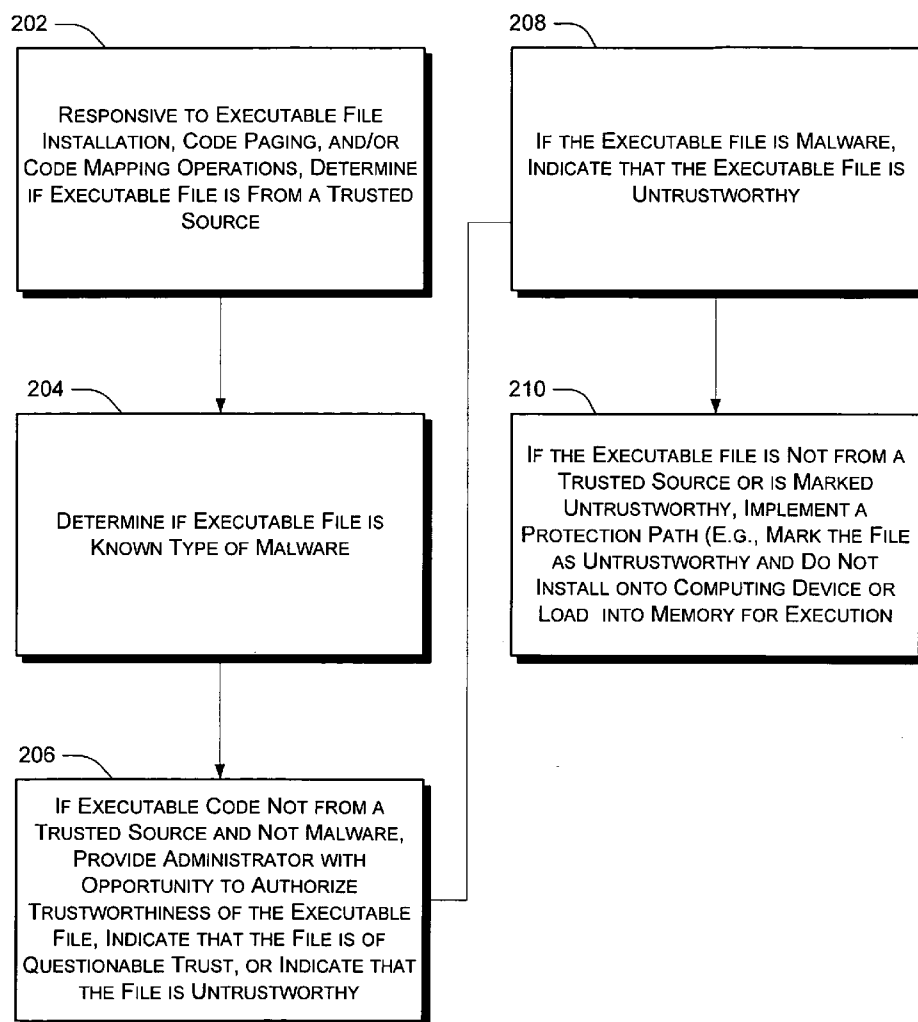 202
RESPONSIVE TO EXECUTABLE FILE
INSTALLATION, CODE PAGING, AND/OR
CODE MAPPING OPERATIONS, DETERMINE
IF EXECUTABLE FILE IS FROM A TRUSTED
SOURCE
204
DETERMINE IF EXECUTABLE FILE IS
KNOWN TYPE OF MALWARE
206
IF EXECUTABLE CODE NOT FROM A
TRUSTED SOURCE AND NOT MALWARE,
PROVIDE ADMINISTRATOR WITH
OPPORTUNITY TO AUTHORIZE
TRUSTWORTHINESS OF THE EXECUTABLE
FILE, INDICATE THAT THE FILE IS OF
QUESTIONABLE TRUST, OR INDICATE THAT
THE FILE IS UNTRUSTWORTHY
208
IF THE EXECUTABLE FILE IS MALWARE,
INDICATE THAT THE EXECUTABLE FILE IS
UNTRUSTWORTHY
210
IF THE EXECUTABLE FILE IS NOT FROM A
TRUSTED SOURCE OR IS MARKED
UNTRUSTWORTHY, IMPLEMENT A
PROTECTION PATH (E.G., MARK THE FILE
AS UNTRUSTWORTHY AND DO NOT
INSTALL ONTO COMPUTING DEVICE OR
LOAD INTO MEMORY FOR EXECUTION